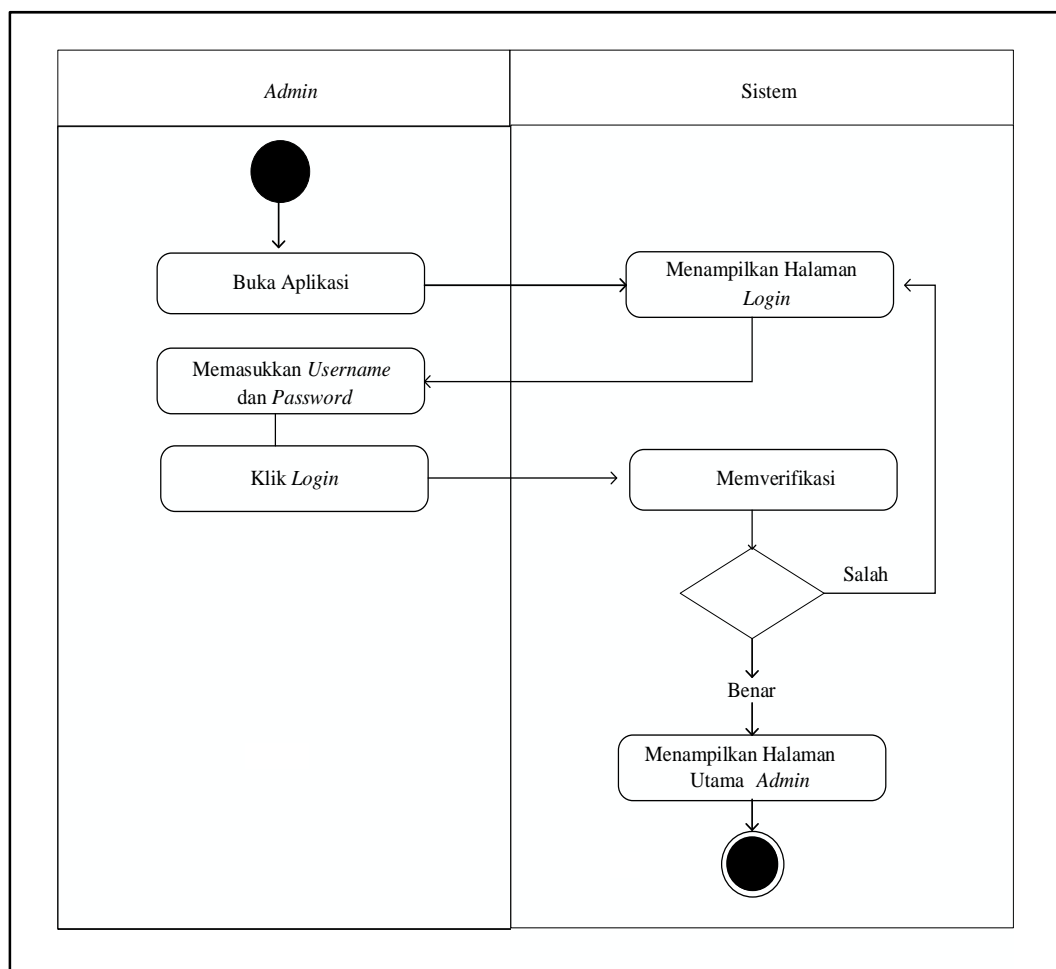 Admin
Sistem
Buka Aplikasi
Menampilkan Halaman
Login
Memasukkan Username
dan Password
Klik Login
Memverifikasi
Salah
Benar
Menampilkan Halaman
Utama Admin